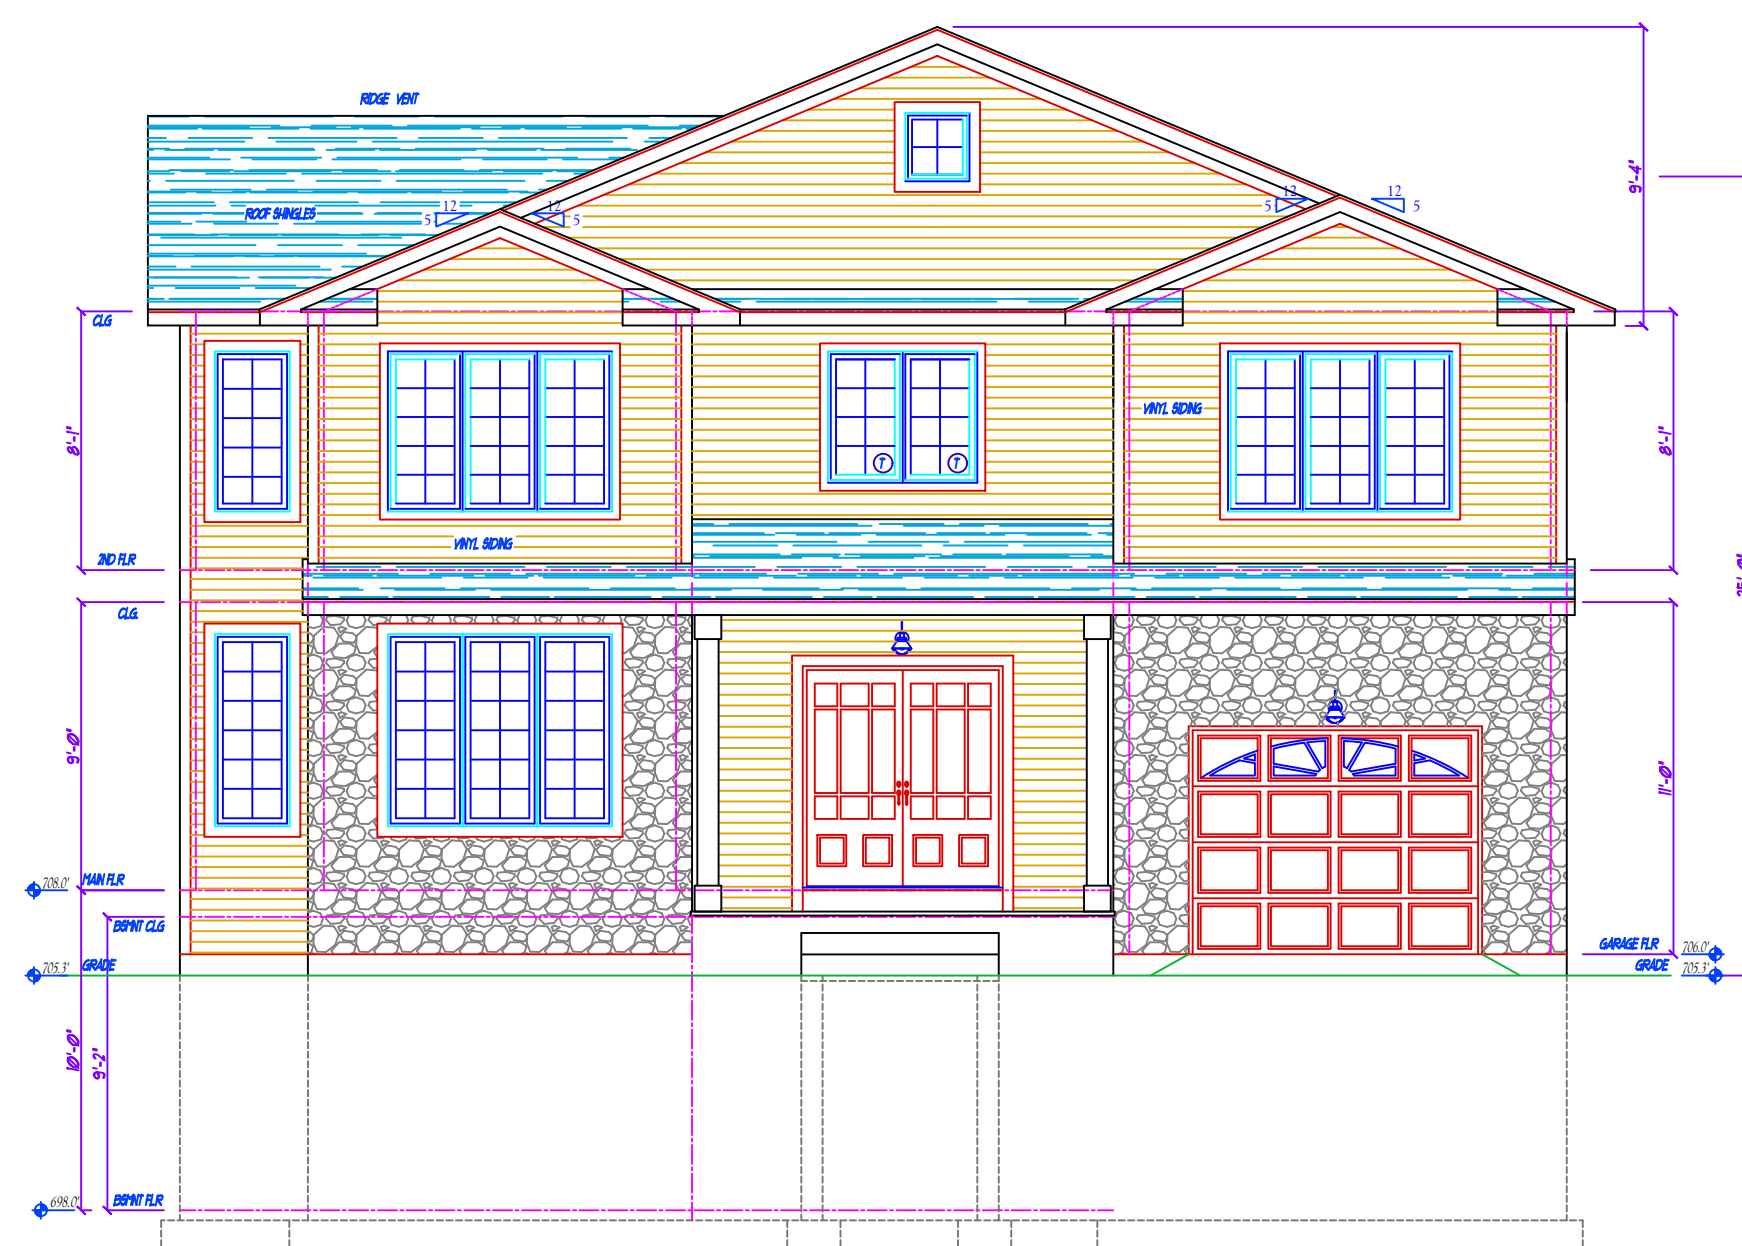 RIDGE VENT
9'-4"
ROOF SHINGLES
12
5
12
5
12
5
12
5
CLG
8'-1"
VINYL SIDING
8'-1"
T
T
VINYL SIDING
2ND FLR
CLG.
9'-0"
11'-0"
708.0'
MAIN FLR
BSMNT CLG
GARAGE FLR
706.0'
705.3'
GRADE
GRADE
705.3'
10'-0"
9'-2"
698.0'
BSMNT FLR